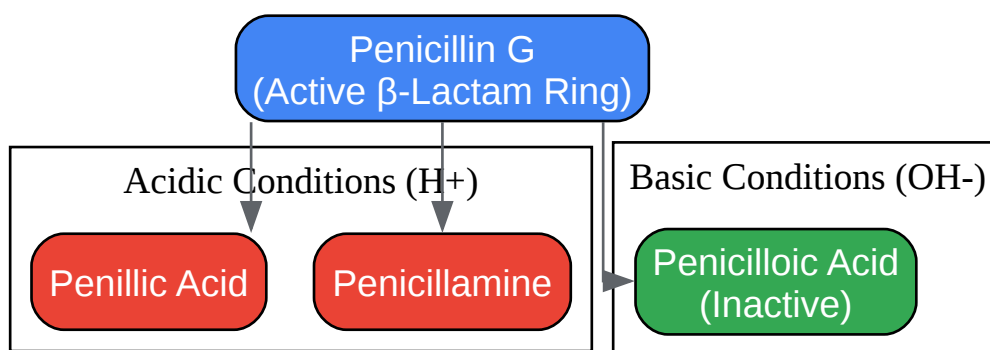 Penicillin G
(Active β-Lactam Ring)
Acidic Conditions (H+)
Basic Conditions (OH-)
Penillic Acid
Penicillamine
Penicilloic Acid
(Inactive)